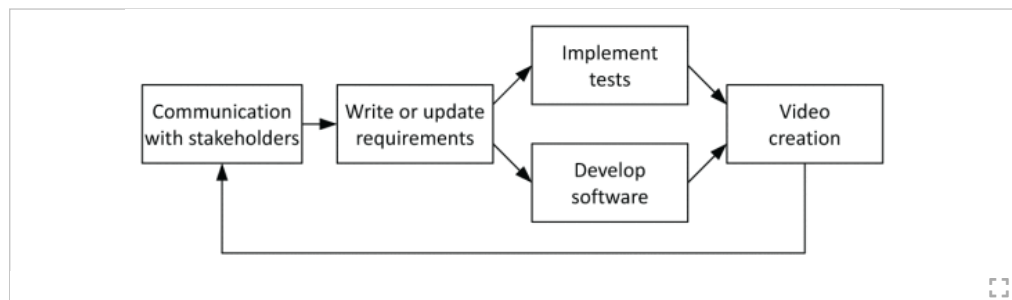 Communication
with stakeholders
Write or update
requirements
Implement
tests
Develop
software
Video
creation